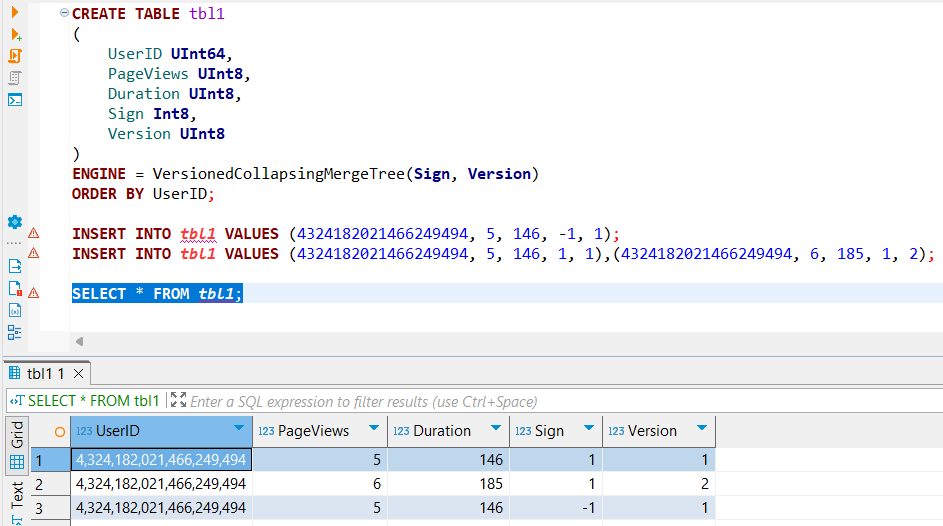 CREATE TABLE tbl1
(
UserID UInt64,
PageViews UInt8,
Duration UInt8,
Sign Int8,
Version UInt8
)
ENGINE = VersionedCollapsingMergeTree(Sign, Version)
ORDER BY UserID;
INSERT INTO tbl1 VALUES (4324182021466249494, 5, 146, -1, 1);
INSERT INTO tbl1 VALUES (4324182021466249494, 5, 146, 1, 1),(4324182021466249494, 6, 185, 1, 2);
SELECT * FROM tbl1;
tbl1 1
SELECT * FROM tbl1 Enter a SQL expression to filter results (use Ctrl+Space)
Grid
Text
123 UserID 123 PageViews 123 Duration 123 Sign 123 Version
1 4,324,182,021,466,249,494 5 146 1 1
2 4,324,182,021,466,249,494 6 185 1 2
3 4,324,182,021,466,249,494 5 146 -1 1